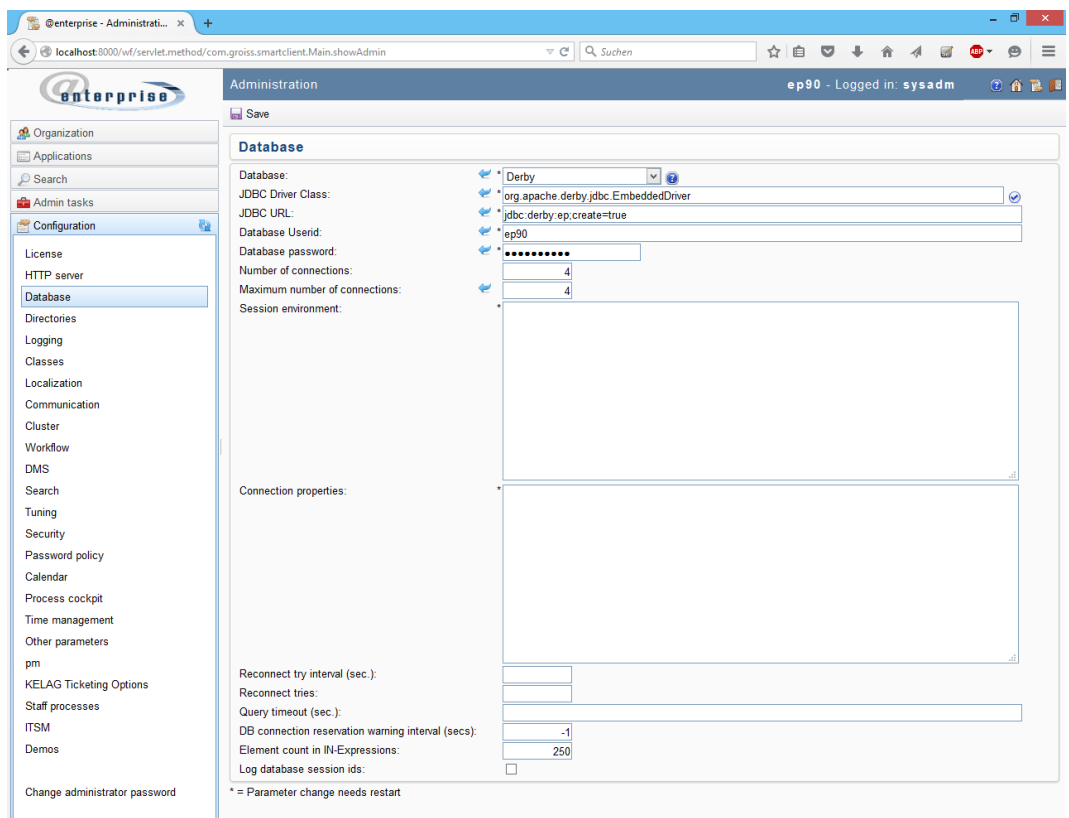 @enterprise - Administrati... × +
localhost:8000/wf/servlet.method/com.groiss.smartclient.Main.showAdmin Suchen ABP
@enterprise
Administration ep90 - Logged in: sysadm
Save
Organization
Applications
Search
Admin tasks
Configuration
License
HTTP server
Database
Directories
Logging
Classes
Localization
Communication
Cluster
Workflow
DMS
Search
Tuning
Security
Password policy
Calendar
Process cockpit
Time management
Other parameters
pm
KELAG Ticketing Options
Staff processes
ITSM
Demos
Change administrator password
Database
Database: * Derby
JDBC Driver Class: * org.apache.derby.jdbc.EmbeddedDriver
JDBC URL: * jdbc:derby:ep;create=true
Database Userid: * ep90
Database password: * ●●●●●●●●●●
Number of connections: 4
Maximum number of connections: 4
Session environment: *
Connection properties: *
Reconnect try interval (sec.):
Reconnect tries:
Query timeout (sec.):
DB connection reservation warning interval (secs): -1
Element count in IN-Expressions: 250
Log database session ids:
* = Parameter change needs restart